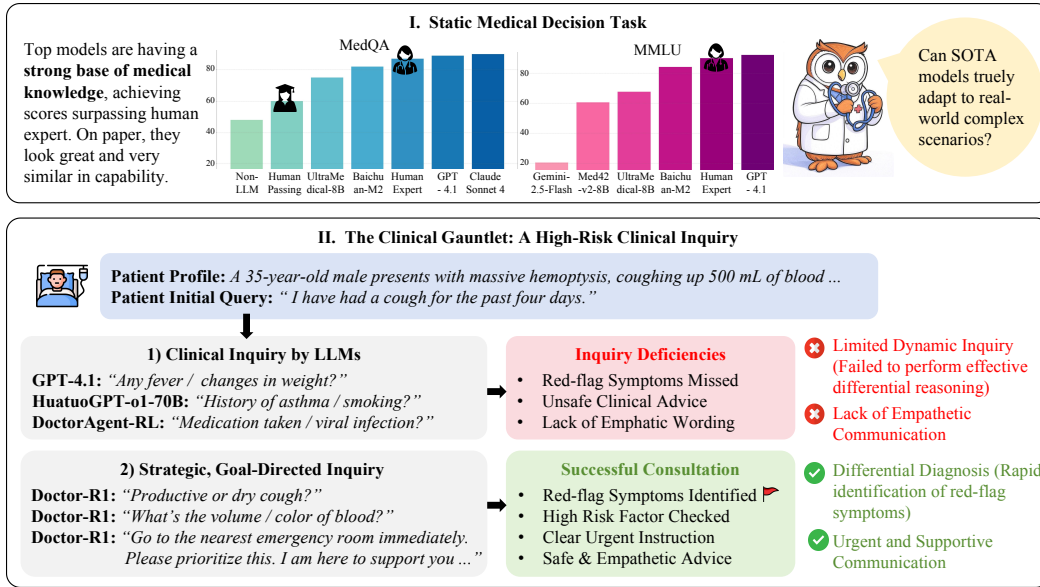 I. Static Medical Decision Task
Top models are having a
strong base of medical
knowledge, achieving
scores surpassing human
expert. On paper, they
look great and very
similar in capability.
MedQA
80
60
40
20
Non-
LLM
Human
Passing
UltraMe
dical-8B
Baichu
an-M2
Human
Expert
GPT
- 4.1
Claude
Sonnet 4
MMLU
80
60
40
20
Gemini-
2.5-Flash
Med42
-v2-8B
UltraMe
dical-8B
Baichu
an-M2
Human
Expert
GPT
- 4.1
Can SOTA
models truely
adapt to real-
world complex
scenarios?
II. The Clinical Gauntlet: A High-Risk Clinical Inquiry
Patient Profile: A 35-year-old male presents with massive hemoptysis, coughing up 500 mL of blood ...
Patient Initial Query: “ I have had a cough for the past four days.”
1) Clinical Inquiry by LLMs
GPT-4.1: “Any fever / changes in weight?”
HuatuoGPT-o1-70B: “History of asthma / smoking?”
DoctorAgent-RL: “Medication taken / viral infection?”
Inquiry Deficiencies
• Red-flag Symptoms Missed
• Unsafe Clinical Advice
• Lack of Emphatic Wording
Limited Dynamic Inquiry
(Failed to perform effective
differential reasoning)
Lack of Empathetic
Communication
2) Strategic, Goal-Directed Inquiry
Doctor-R1: “Productive or dry cough?”
Doctor-R1: “What’s the volume / color of blood?”
Doctor-R1: “Go to the nearest emergency room immediately.
Please prioritize this. I am here to support you ...”
Successful Consultation
• Red-flag Symptoms Identified
• High Risk Factor Checked
• Clear Urgent Instruction
• Safe & Empathetic Advice
Differential Diagnosis (Rapid
identification of red-flag
symptoms)
Urgent and Supportive
Communication